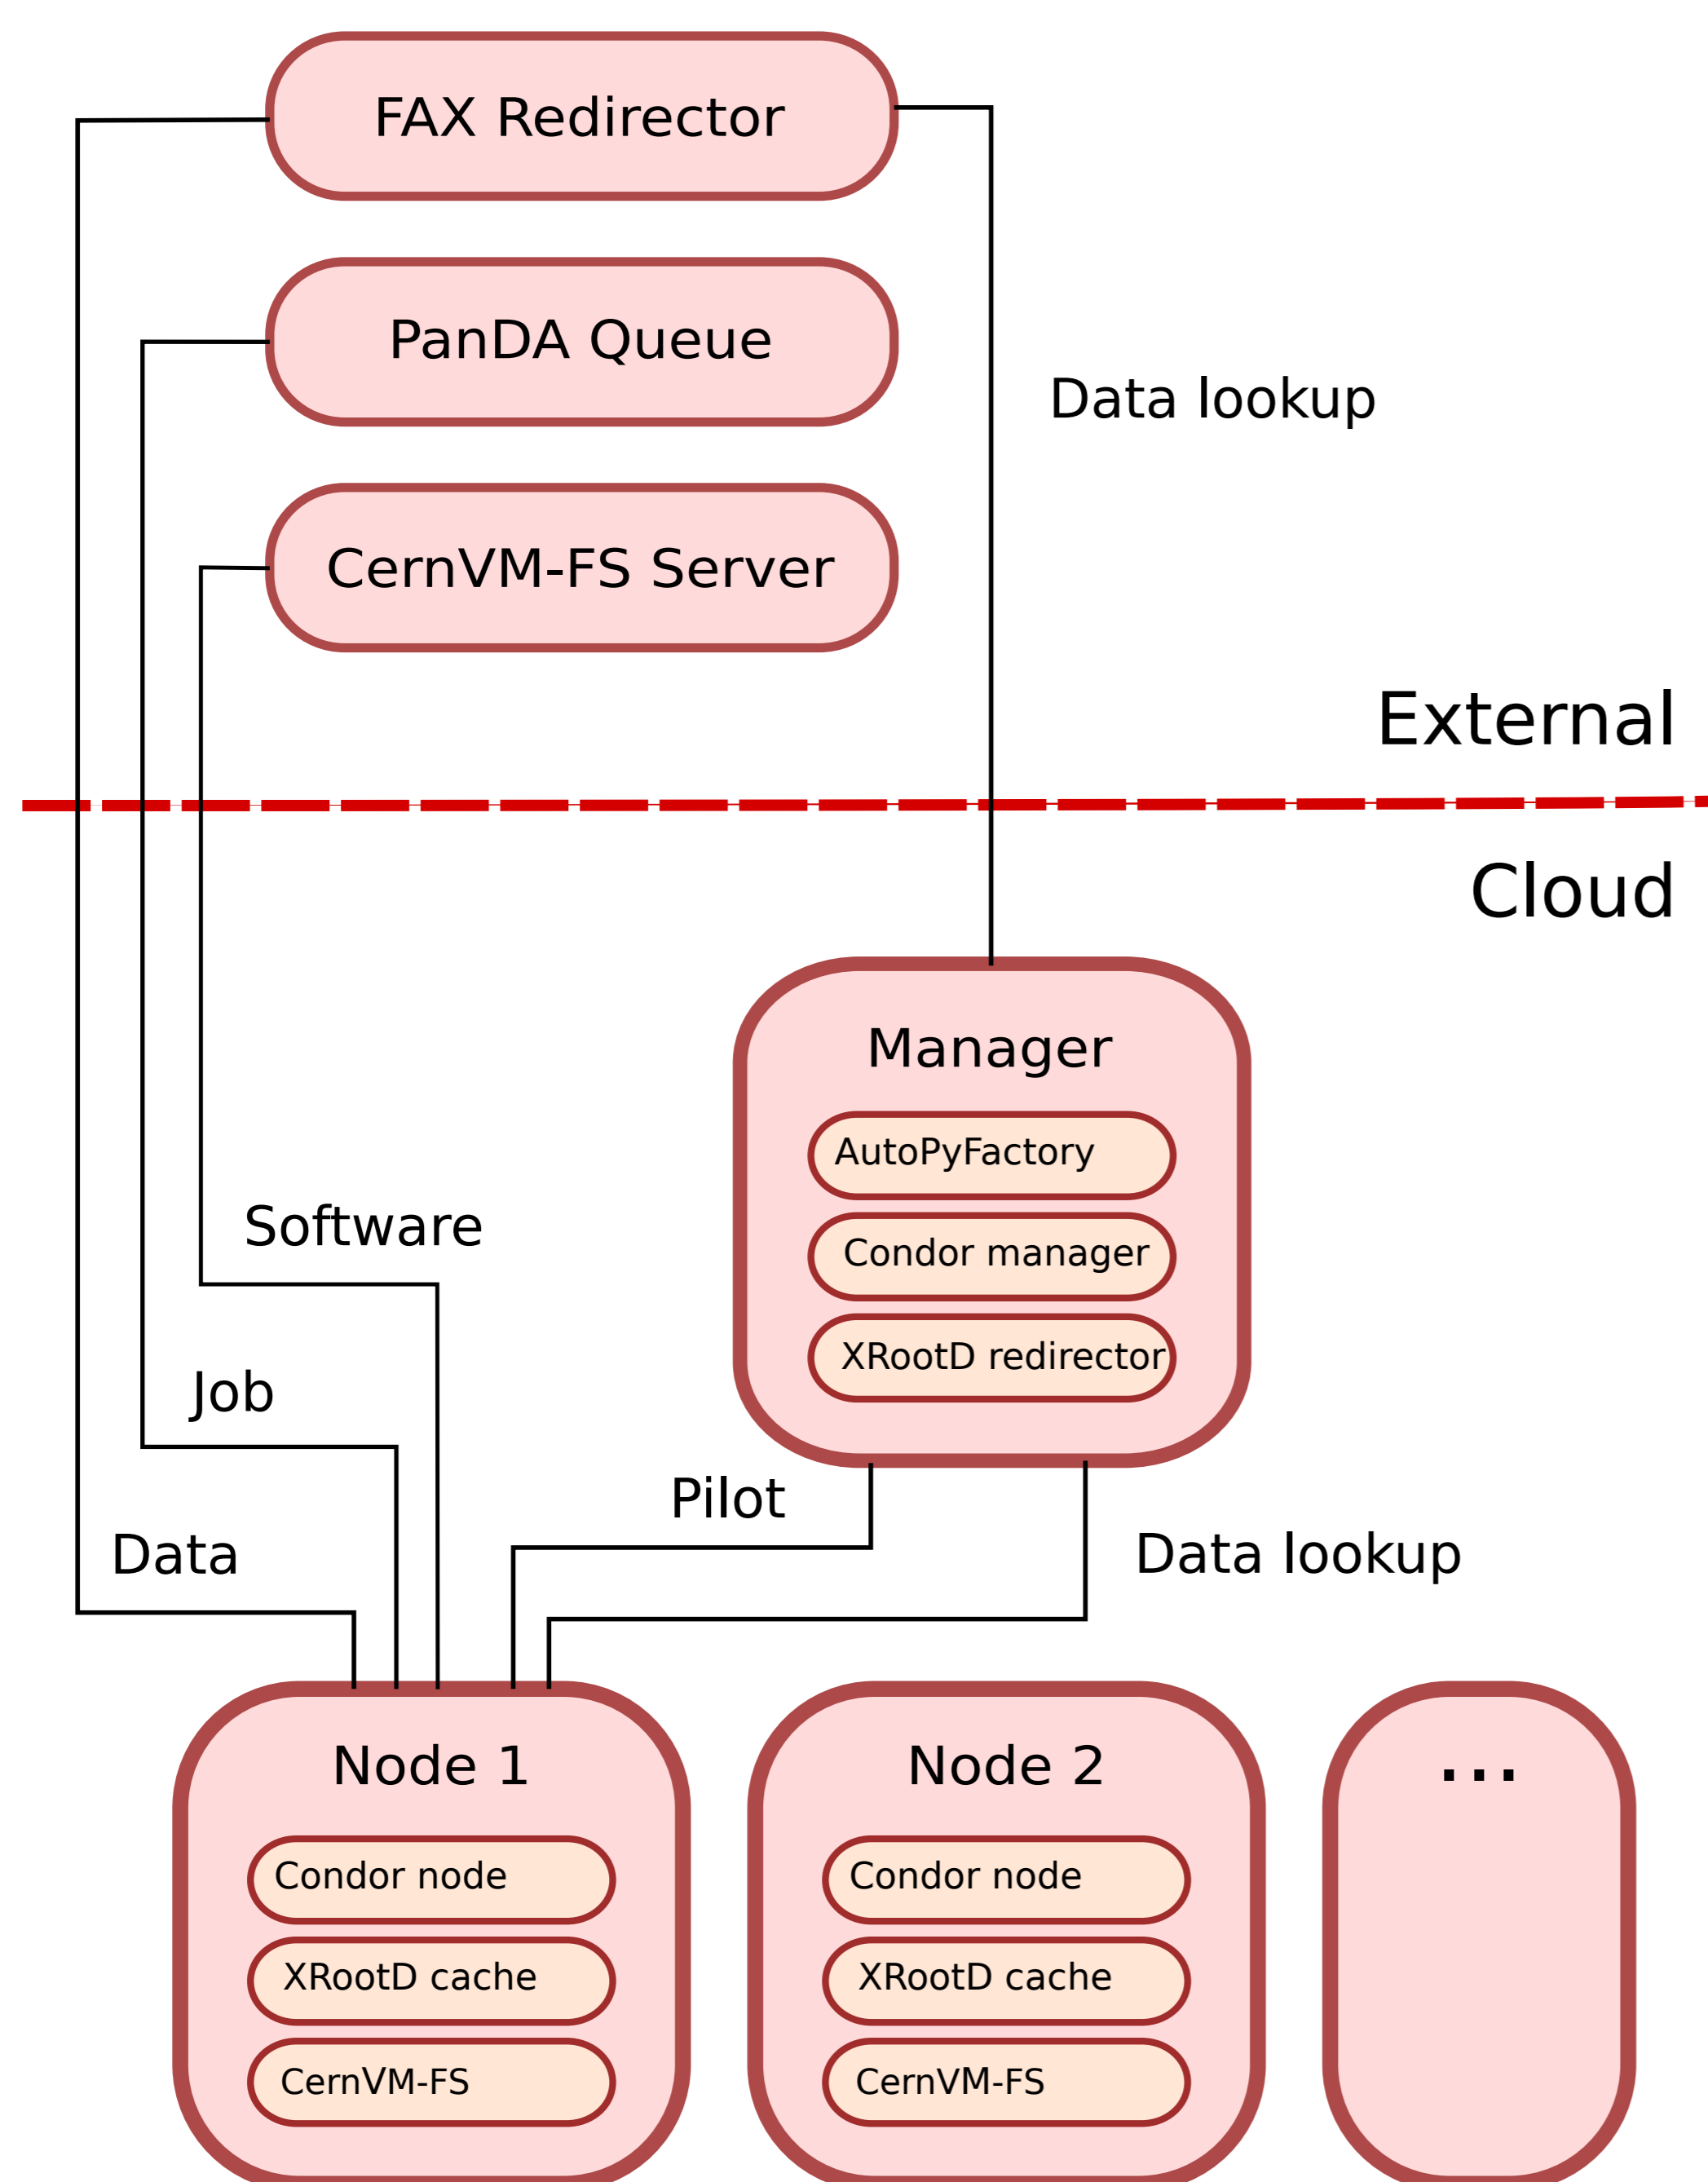 FAX Redirector
PanDA Queue
Data lookup
CernVM-FS Server
External
Cloud
Manager
AutoPyFactory
Condor manager
XRootD redirector
Software
Job
Pilot
Data
Data lookup
Node 1
Condor node
XRootD cache
CernVM-FS
Node 2
Condor node
XRootD cache
CernVM-FS
...